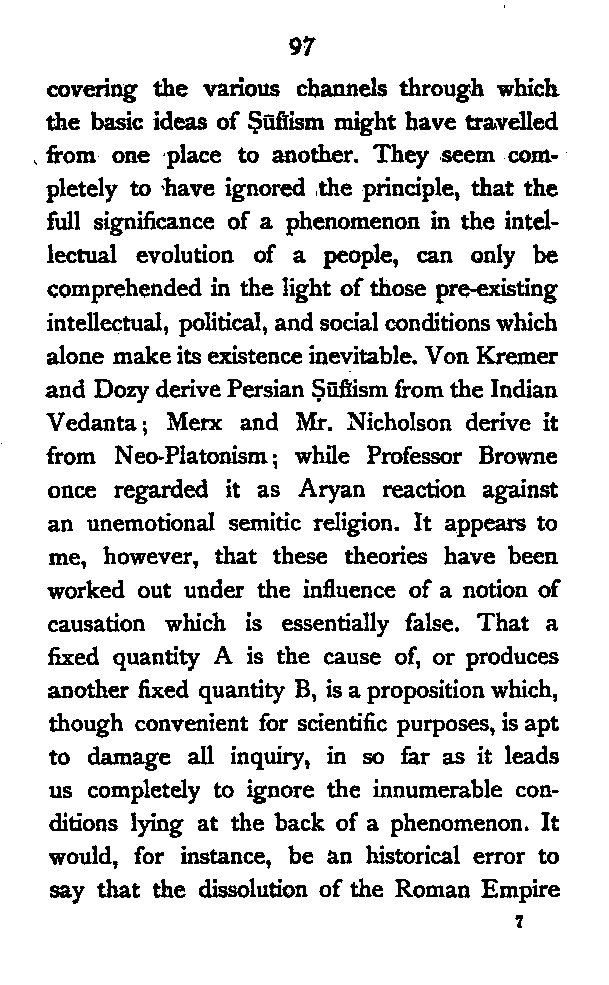 97
covering the various channels through which
the basic ideas of Ṣūfīism might have travelled
from one place to another. They seem com-
pletely to have ignored the principle, that the
full significance of a phenomenon in the intel-
lectual evolution of a people, can only be
comprehended in the light of those pre-existing
intellectual, political, and social conditions which
alone make its existence inevitable. Von Kremer
and Dozy derive Persian Ṣūfīism from the Indian
Vedanta; Merx and Mr. Nicholson derive it
from Neo-Platonism; while Professor Browne
once regarded it as Aryan reaction against
an unemotional semitic religion. It appears to
me, however, that these theories have been
worked out under the influence of a notion of
causation which is essentially false. That a
fixed quantity A is the cause of, or produces
another fixed quantity B, is a proposition which,
though convenient for scientific purposes, is apt
to damage all inquiry, in so far as it leads
us completely to ignore the innumerable con-
ditions lying at the back of a phenomenon. It
would, for instance, be an historical error to
say that the dissolution of the Roman Empire
7